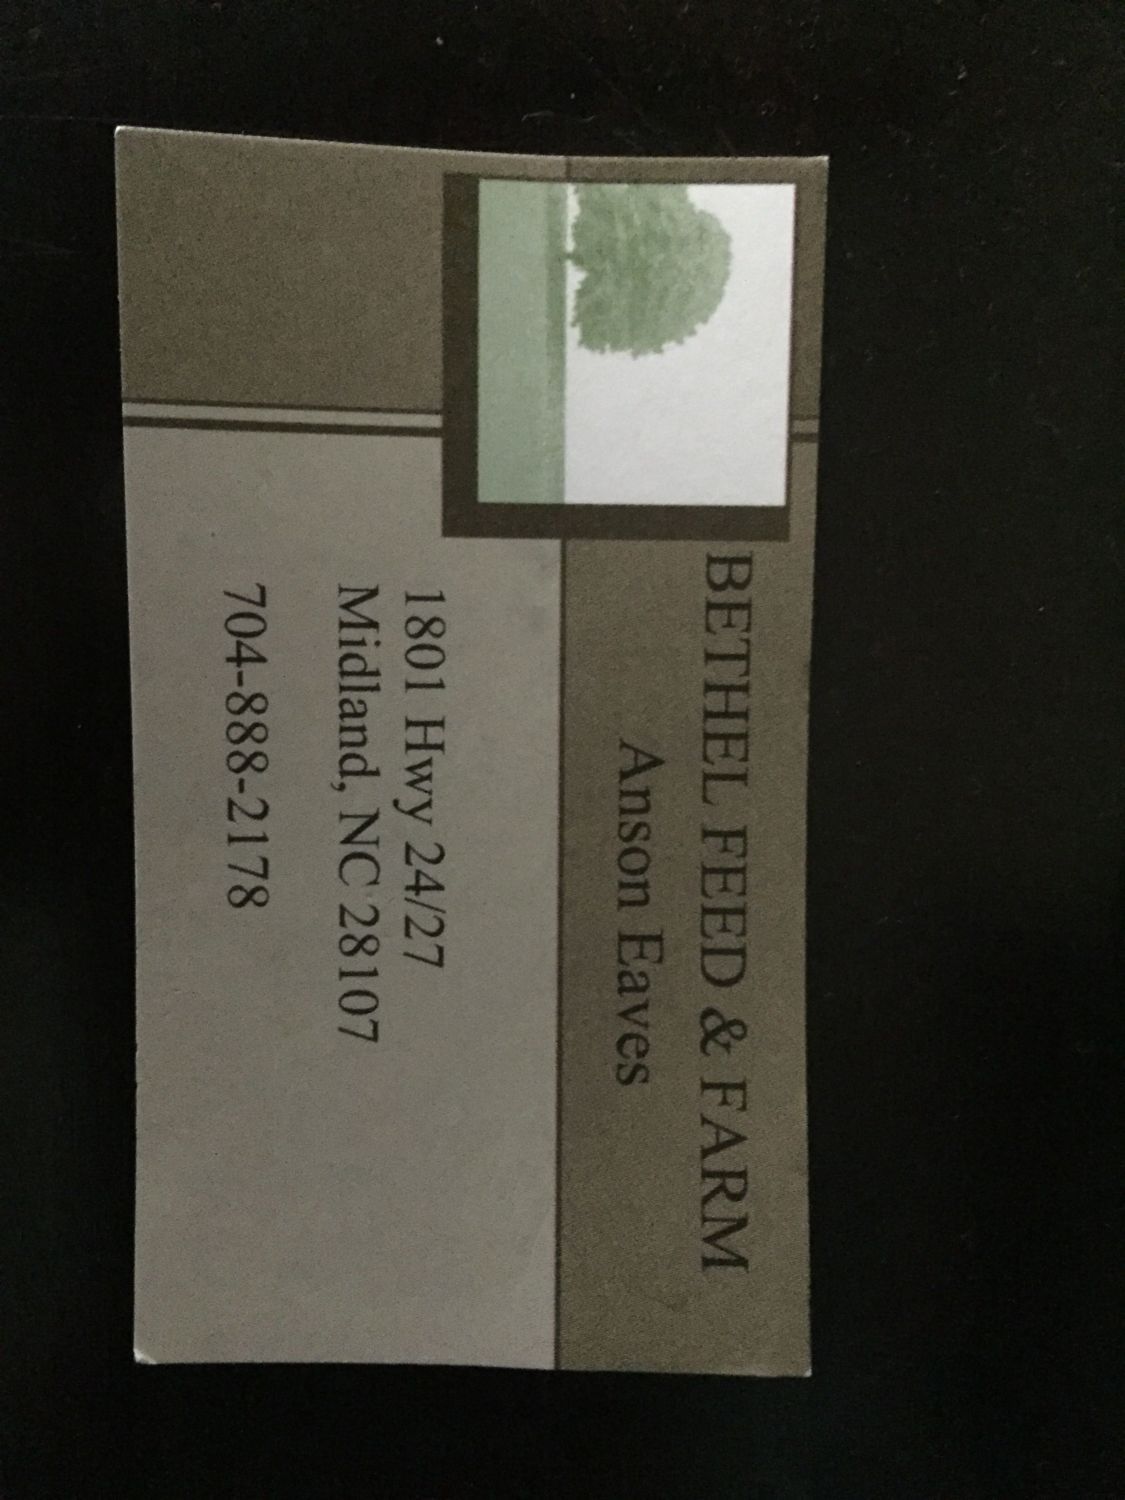 BETHEL FEED & FARM
Anson Eaves
1801 Hwy 24/27
Midland, NC 28107
704-888-2178